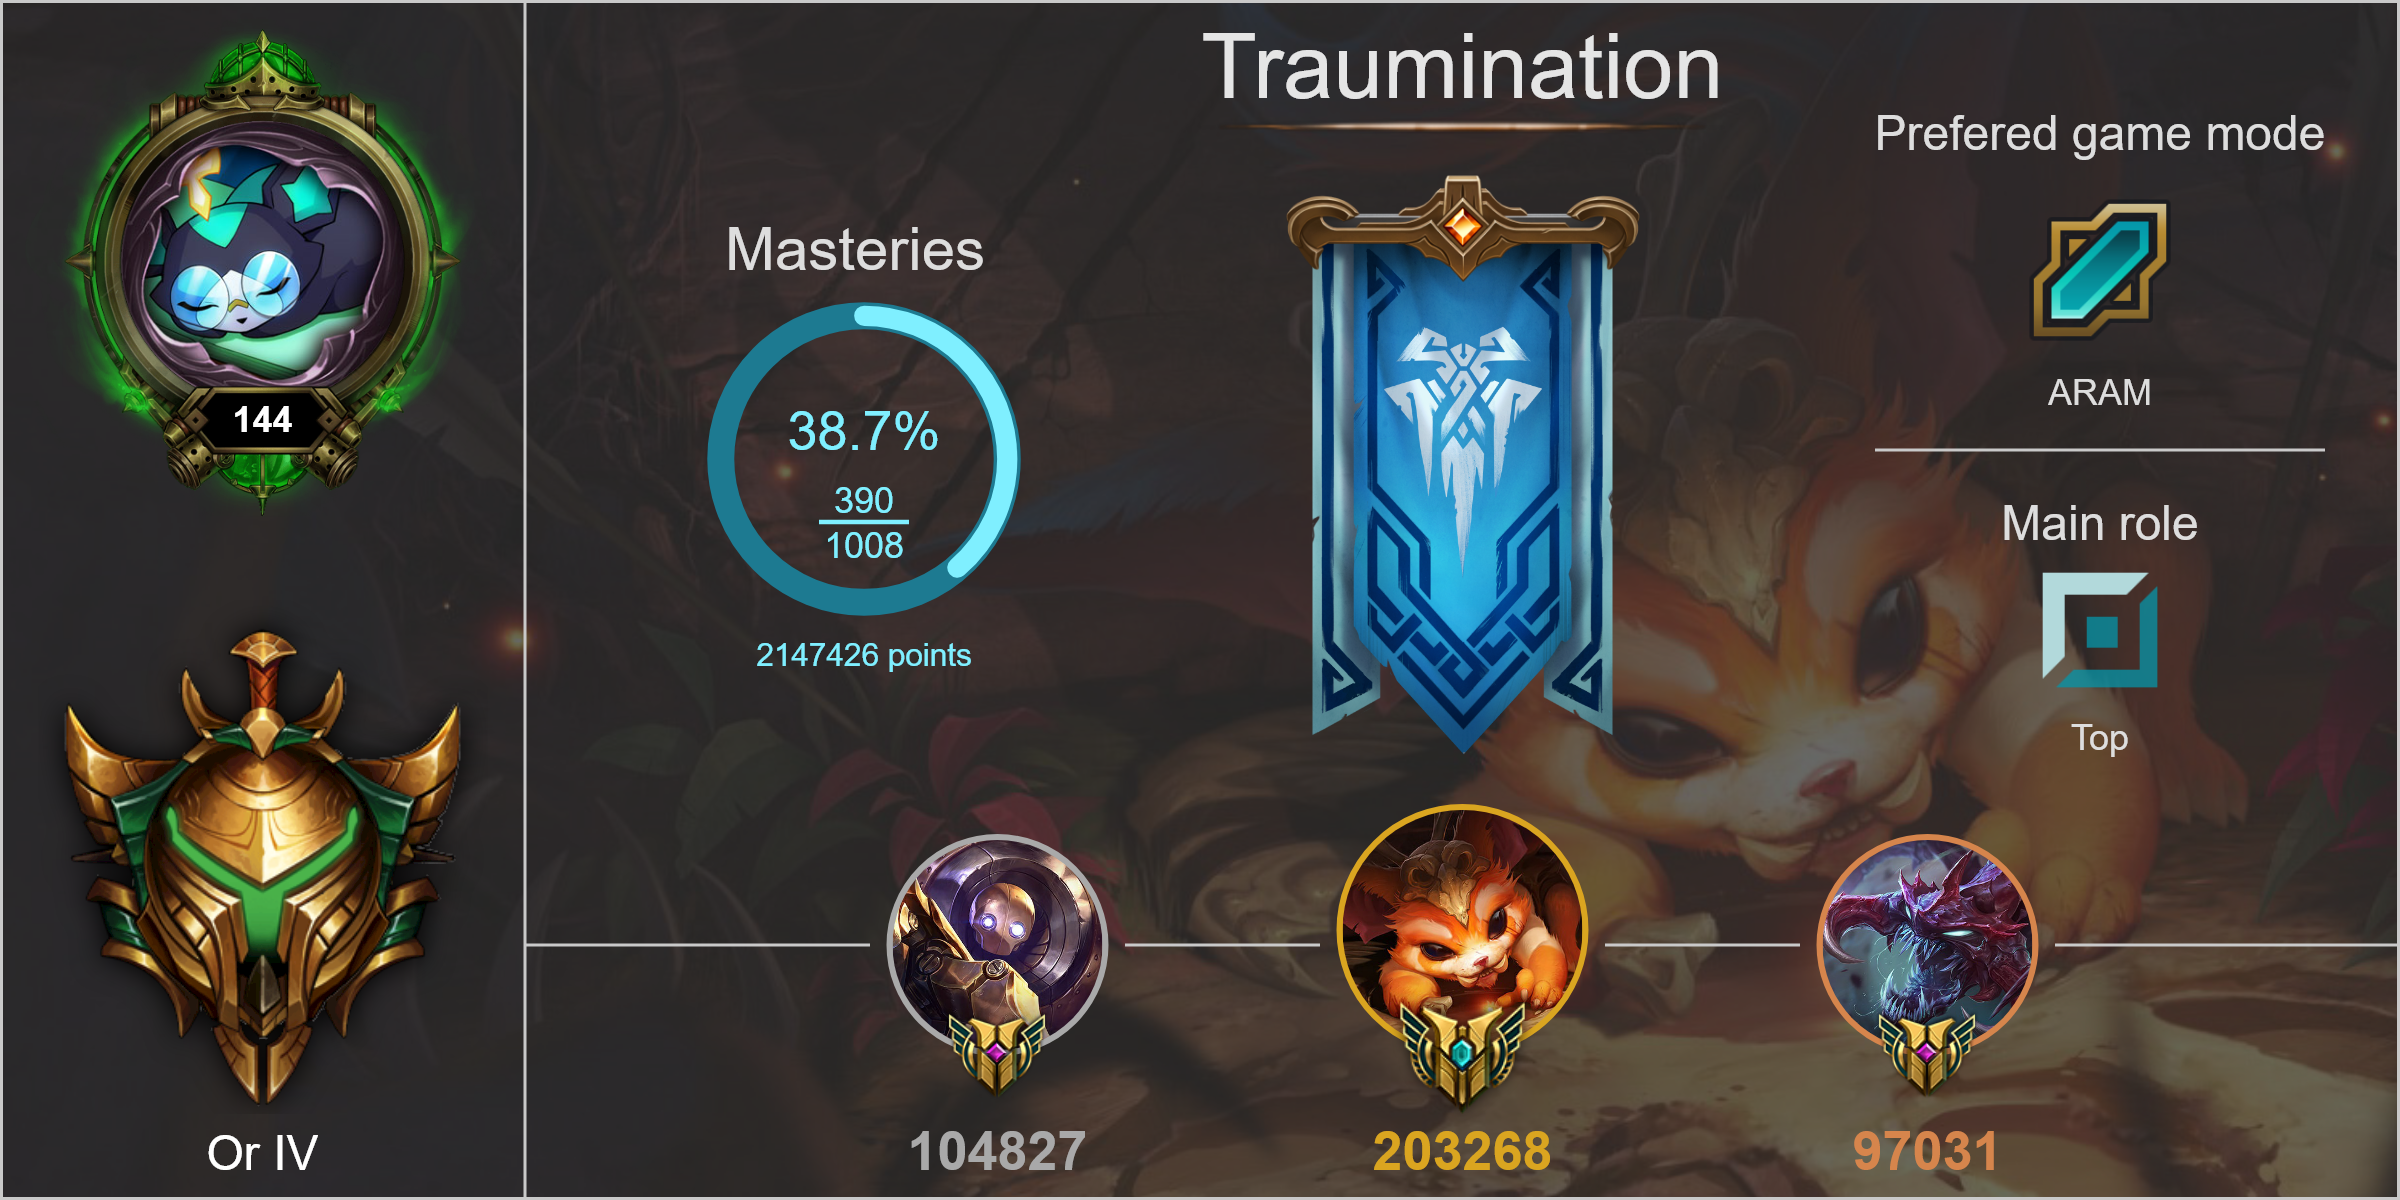 Traumination
Prefered game mode
ARAM
Main role
Top
Masteries
38.7%
390
1008
2147426 points
144
Or IV
104827
203268
97031